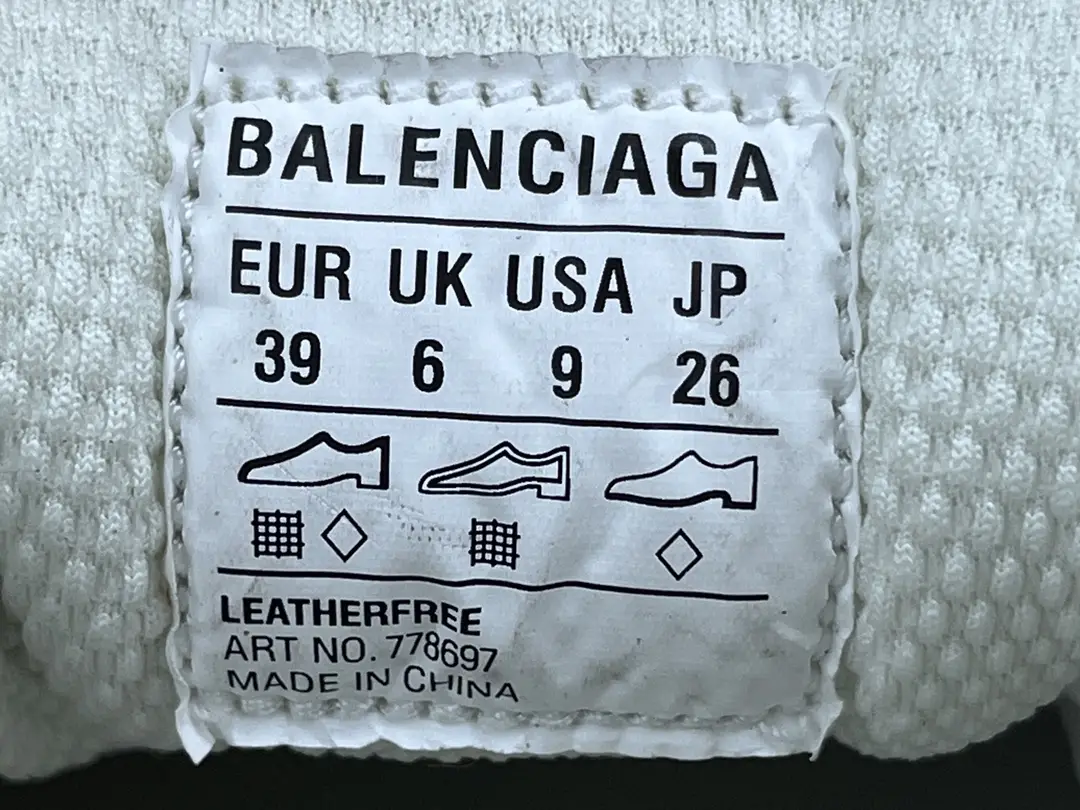 BALENCIAGA
EUR UK USA JP
39 6 9 26
LEATHERFREE
ART NO. 778697
MADE IN CHINA